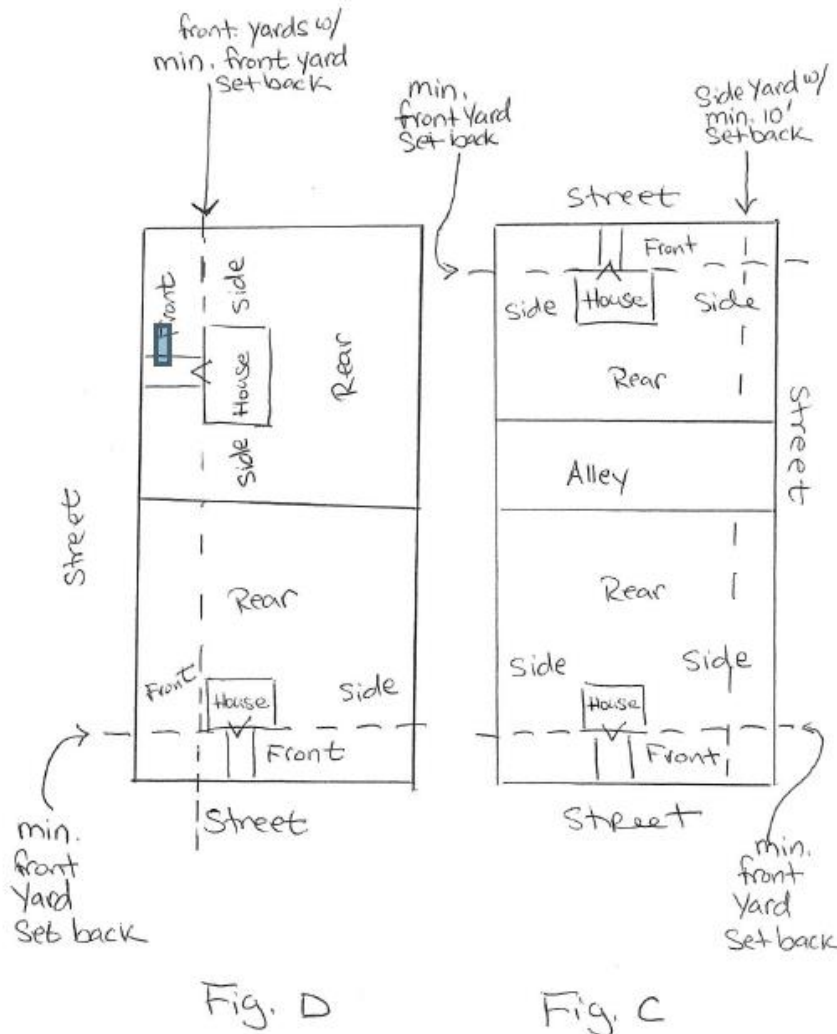 front yards w/
min. front yard
Set back
min.
front Yard
Set back
Side Yard w/
min. 10'
Setback
Street
Front
Side
House
Side
Rear
Street
Alley
Rear
Side
Side
House
Front
Street
min.
front
Yard
Set back
Fig. C
Front
Side
House
Side
Rear
Street
Rear
Front
House
Side
Front
Street
min.
front
Yard
Set back
Fig. D